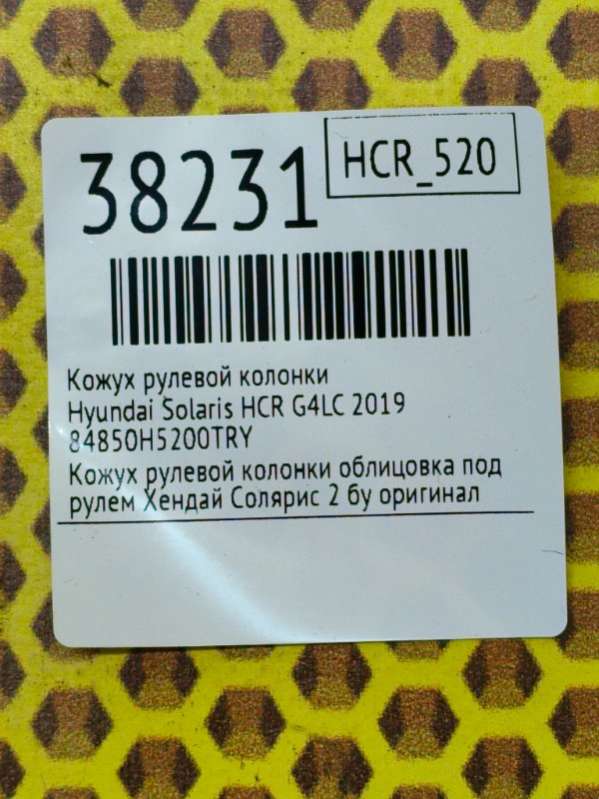 38231
HCR_520
Кожух рулевой колонки
Hyundai Solaris HCR G4LC 2019
84850H5200TRY
Кожух рулевой колонки облицовка под
рулем Хендай Солярис 2 бу оригинал